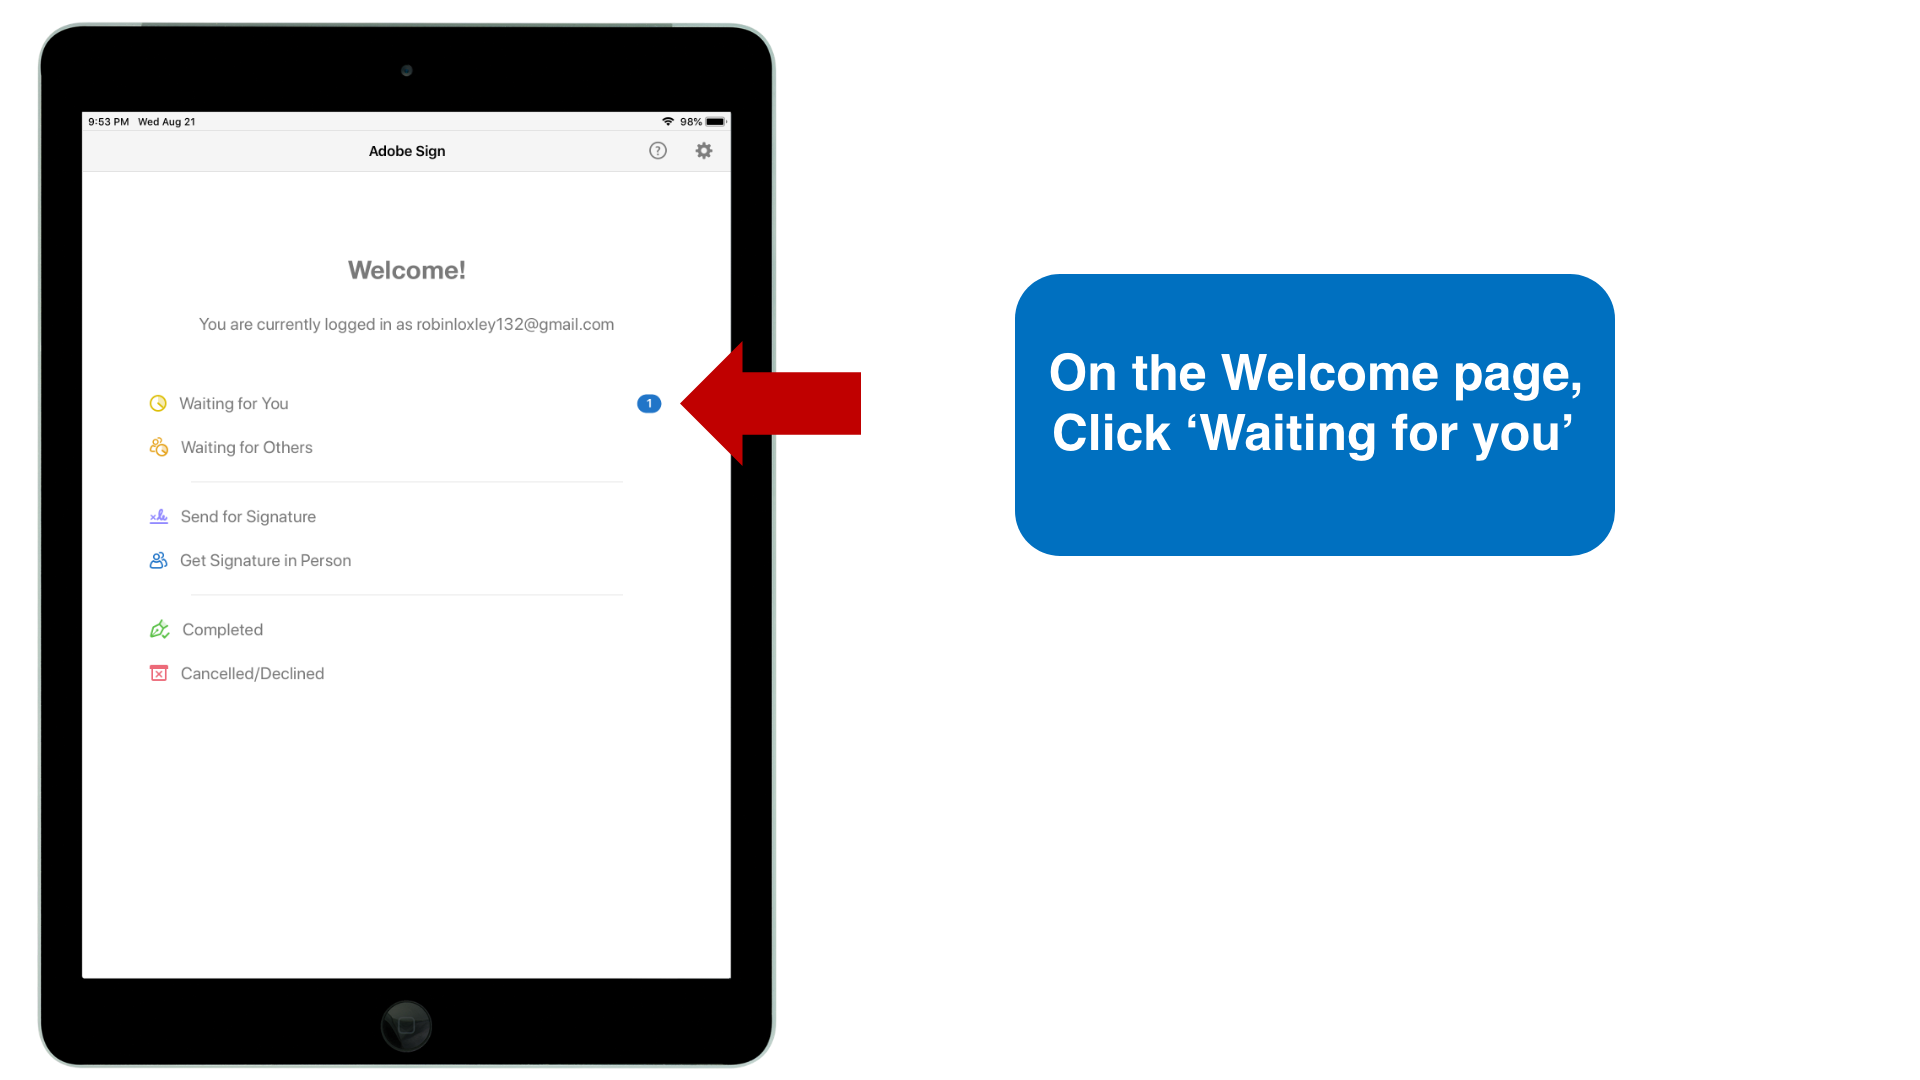 9:53 PM Wed Aug 21 98%
Adobe Sign
Welcome!
You are currently logged in as robinloxley132@gmail.com
Waiting for You 1
Waiting for Others
Send for Signature
Get Signature in Person
Completed
Cancelled/Declined
On the Welcome page,
Click ‘Waiting for you’